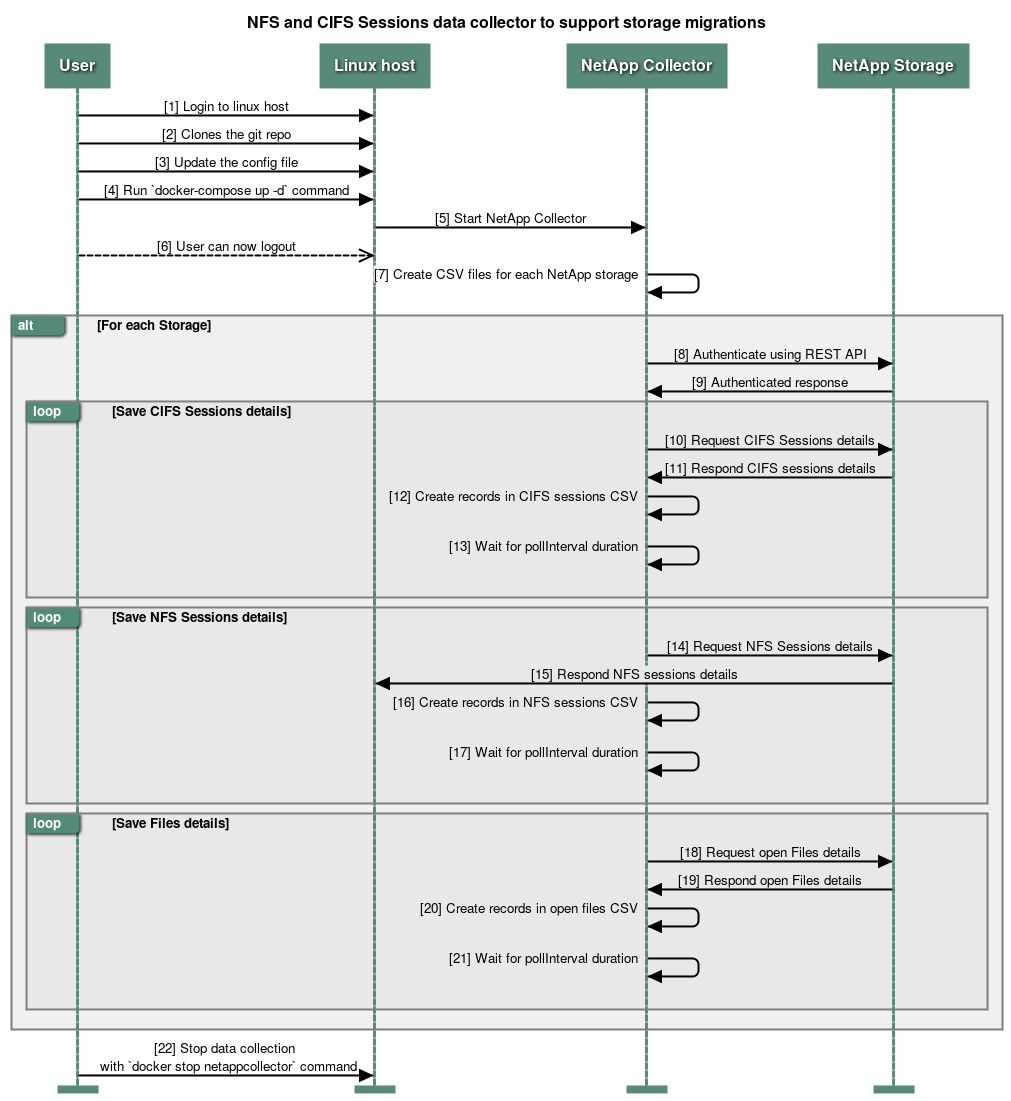 NFS and CIFS Sessions data collector to support storage migrations
User
Linux host
NetApp Collector
NetApp Storage
[1] Login to linux host
[2] Clones the git repo
[3] Update the config file
[4] Run `docker-compose up -d` command
[5] Start NetApp Collector
[6] User can now logout
[7] Create CSV files for each NetApp storage
alt
[For each Storage]
[8] Authenticate using REST API
[9] Authenticated response
loop
[Save CIFS Sessions details]
[10] Request CIFS Sessions details
[11] Respond CIFS sessions details
[12] Create records in CIFS sessions CSV
[13] Wait for pollInterval duration
loop
[Save NFS Sessions details]
[14] Request NFS Sessions details
[15] Respond NFS sessions details
[16] Create records in NFS sessions CSV
[17] Wait for pollInterval duration
loop
[Save Files details]
[18] Request open Files details
[19] Respond open Files details
[20] Create records in open files CSV
[21] Wait for pollInterval duration
[22] Stop data collection
with `docker stop netappcollector` command